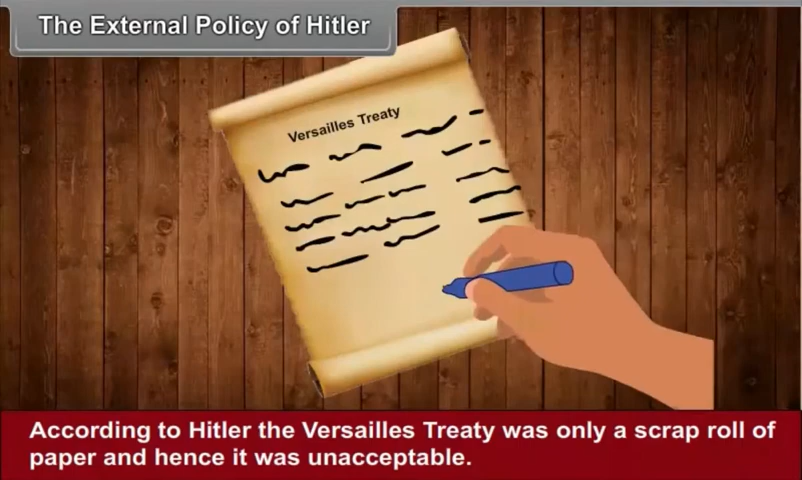 The External Policy of Hitler
Versailles Treaty
According to Hitler the Versailles Treaty was only a scrap roll of
paper and hence it was unacceptable.